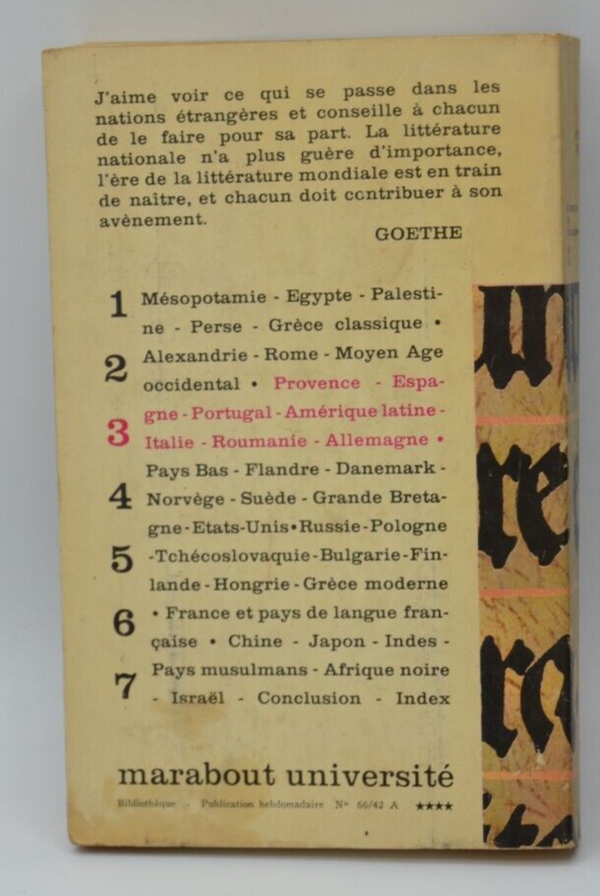 J'aime voir ce qui se passe dans les
nations étrangères et conseille à chacun
de le faire pour sa part. La littérature
nationale n'a plus guère d'importance,
l'ère de la littérature mondiale est en train
de naître, et chacun doit contribuer à son
avènement.
GOETHE
1 Mésopotamie - Egypte - Palesti-
ne - Perse - Grèce classique •
2 Alexandrie - Rome - Moyen Age
occidental • Provence - Espa-
3 gne - Portugal - Amérique latine -
Italie - Roumanie - Allemagne •
Pays Bas - Flandre - Danemark -
4 Norvège - Suède - Grande Breta-
gne - Etats-Unis • Russie - Pologne
5 - Tchécoslovaquie - Bulgarie - Fin-
lande - Hongrie - Grèce moderne
6 • France et pays de langue fran-
çaise • Chine - Japon - Indes -
7 Pays musulmans - Afrique noire
- Israël - Conclusion - Index
marabout université
Bibliothèque - Publication hebdomadaire N° 66/42 A ★★★★
un
re
ra